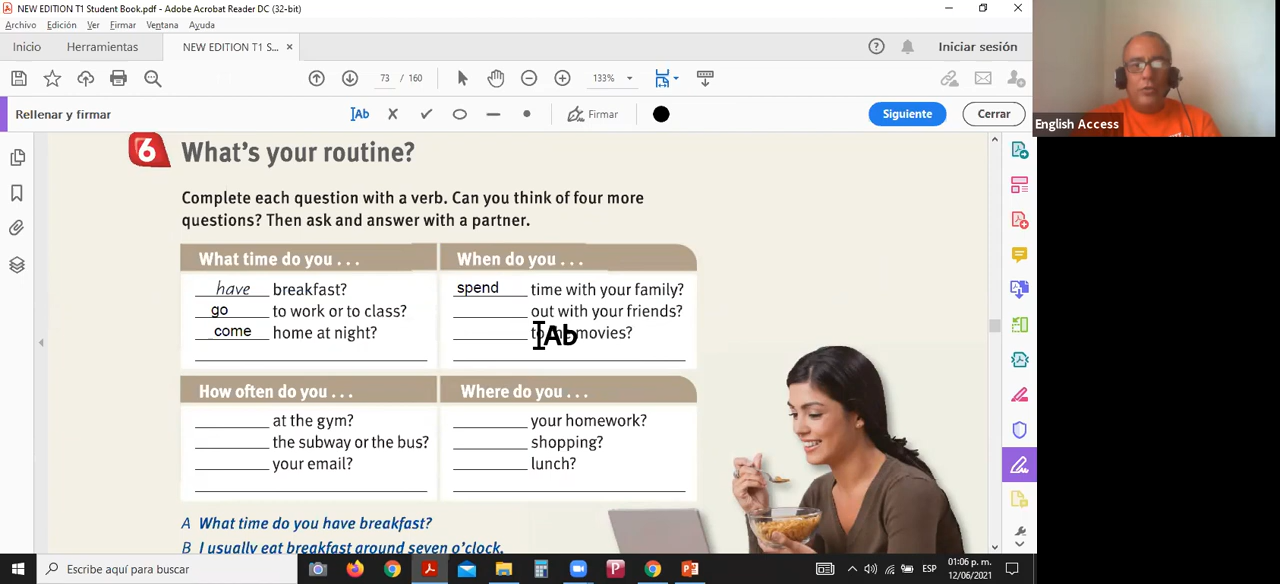 NEW EDITION T1 Student Book.pdf - Adobe Acrobat Reader DC (32-bit)
Archivo Edición Ver Firmar Ventana Ayuda
Inicio Herramientas NEW EDITION T1 S... × Iniciar sesión
73 / 160 133%
Rellenar y firmar Ab Firmar Siguiente Cerrar
English Access
6 What's your routine?
Complete each question with a verb. Can you think of four more
questions? Then ask and answer with a partner.
What time do you . . .
have breakfast?
go to work or to class?
come home at night?
When do you . . .
spend time with your family?
out with your friends?
to the movies?
Ab
How often do you . . .
at the gym?
the subway or the bus?
your email?
Where do you . . .
your homework?
shopping?
lunch?
A What time do you have breakfast?
B I usually eat breakfast around seven o'clock.
Escribe aquí para buscar
ESP
01:06 p. m.
12/06/2021